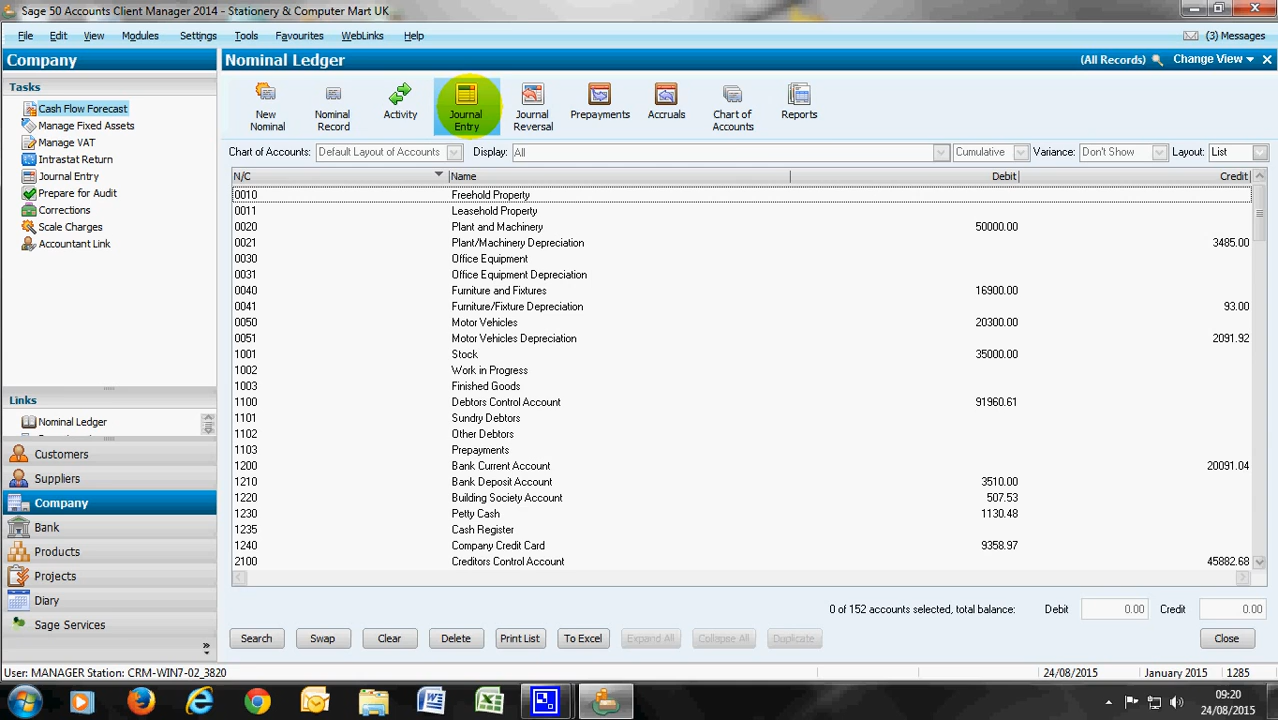 Sage 50 Accounts Client Manager 2014 - Stationery & Computer Mart UK
File Edit View Modules Settings Tools Favourites WebLinks Help (3) Messages
Company
Nominal Ledger (All Records) Change View
Tasks
Cash Flow Forecast
Manage Fixed Assets
Manage VAT
Intrastat Return
Journal Entry
Prepare for Audit
Corrections
Scale Charges
Accountant Link
Links
Nominal Ledger
Customers
Suppliers
Company
Bank
Products
Projects
Diary
Sage Services
New Nominal
Nominal Record
Activity
Journal Entry
Journal Reversal
Prepayments
Accruals
Chart of Accounts
Reports
Chart of Accounts: Default Layout of Accounts Display: All Cumulative Variance: Don't Show Layout: List
N/C Name Debit Credit
0010 Freehold Property
0011 Leasehold Property
0020 Plant and Machinery 50000.00
0021 Plant/Machinery Depreciation 3485.00
0030 Office Equipment
0031 Office Equipment Depreciation
0040 Furniture and Fixtures 16900.00
0041 Furniture/Fixture Depreciation 93.00
0050 Motor Vehicles 20300.00
0051 Motor Vehicles Depreciation 2091.92
1001 Stock 35000.00
1002 Work in Progress
1003 Finished Goods
1100 Debtors Control Account 91960.61
1101 Sundry Debtors
1102 Other Debtors
1103 Prepayments
1200 Bank Current Account 20091.04
1210 Bank Deposit Account 3510.00
1220 Building Society Account 507.53
1230 Petty Cash 1130.48
1235 Cash Register
1240 Company Credit Card 9358.97
2100 Creditors Control Account 45882.68
0 of 152 accounts selected, total balance: Debit 0.00 Credit 0.00
Search Swap Clear Delete Print List To Excel Expand All Collapse All Duplicate Close
User: MANAGER Station: CRM-WIN7-02_3820 24/08/2015 January 2015 1285
09:20
24/08/2015